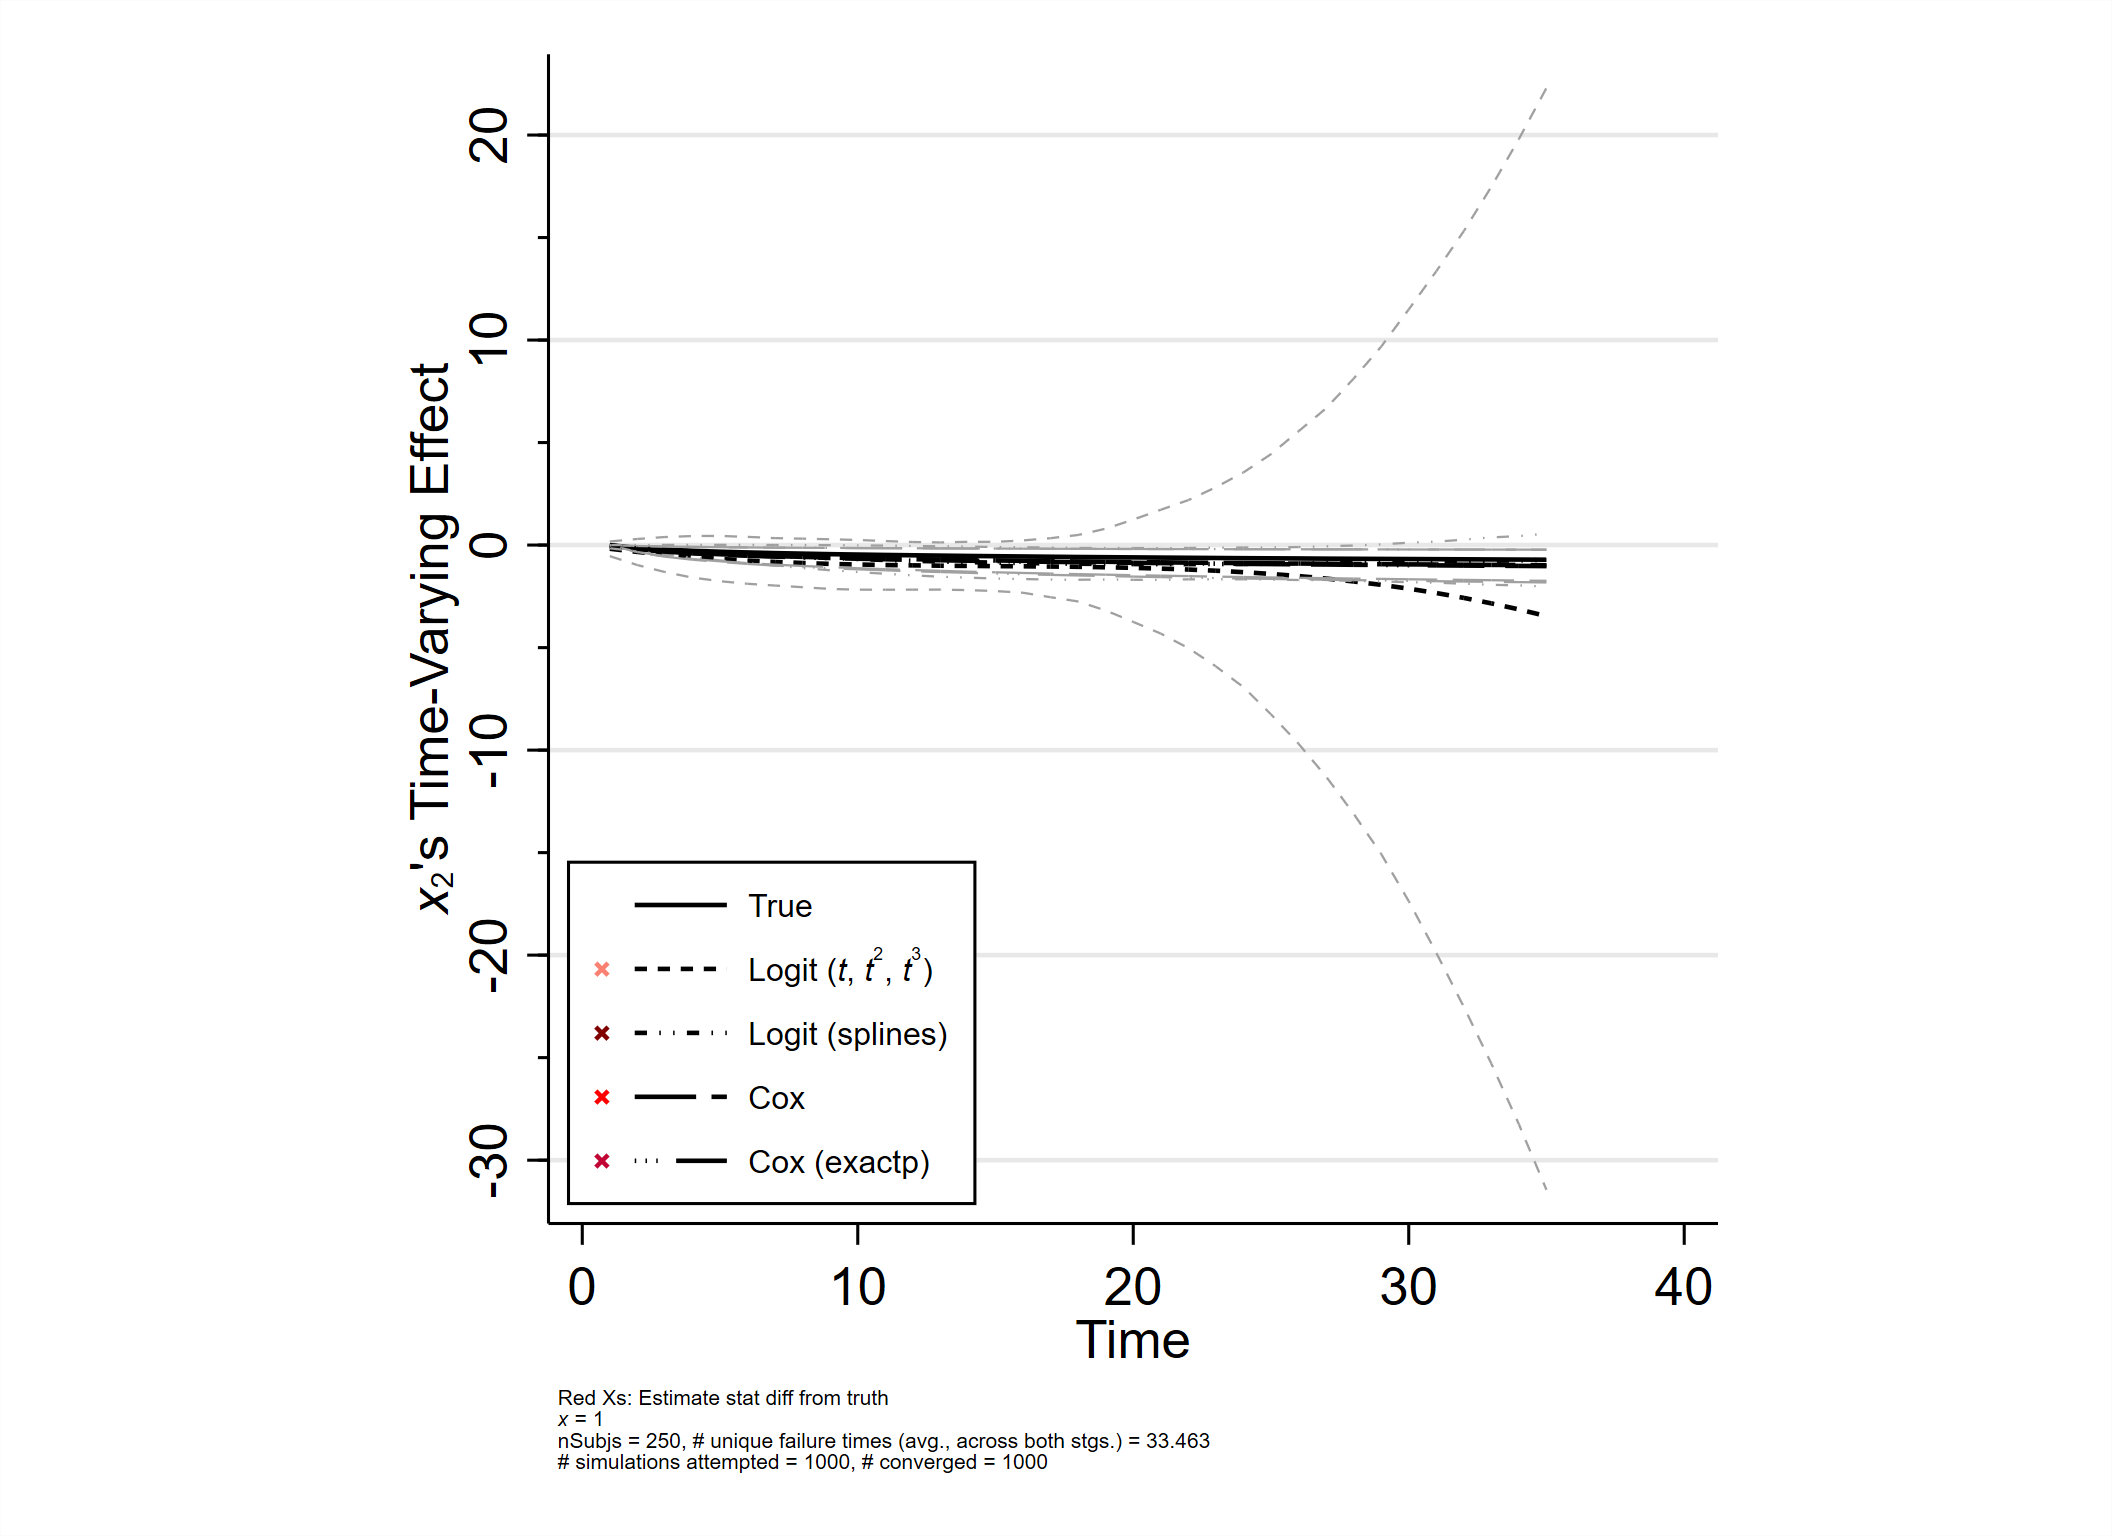 x₂'s Time-Varying Effect
20
10
0
-10
-20
-30
True
Logit (t, t², t³)
Logit (splines)
Cox
Cox (exactp)
0 10 20 30 40
Time
Red Xs: Estimate stat diff from truth
x = 1
nSubjs = 250, # unique failure times (avg., across both stgs.) = 33.463
# simulations attempted = 1000, # converged = 1000